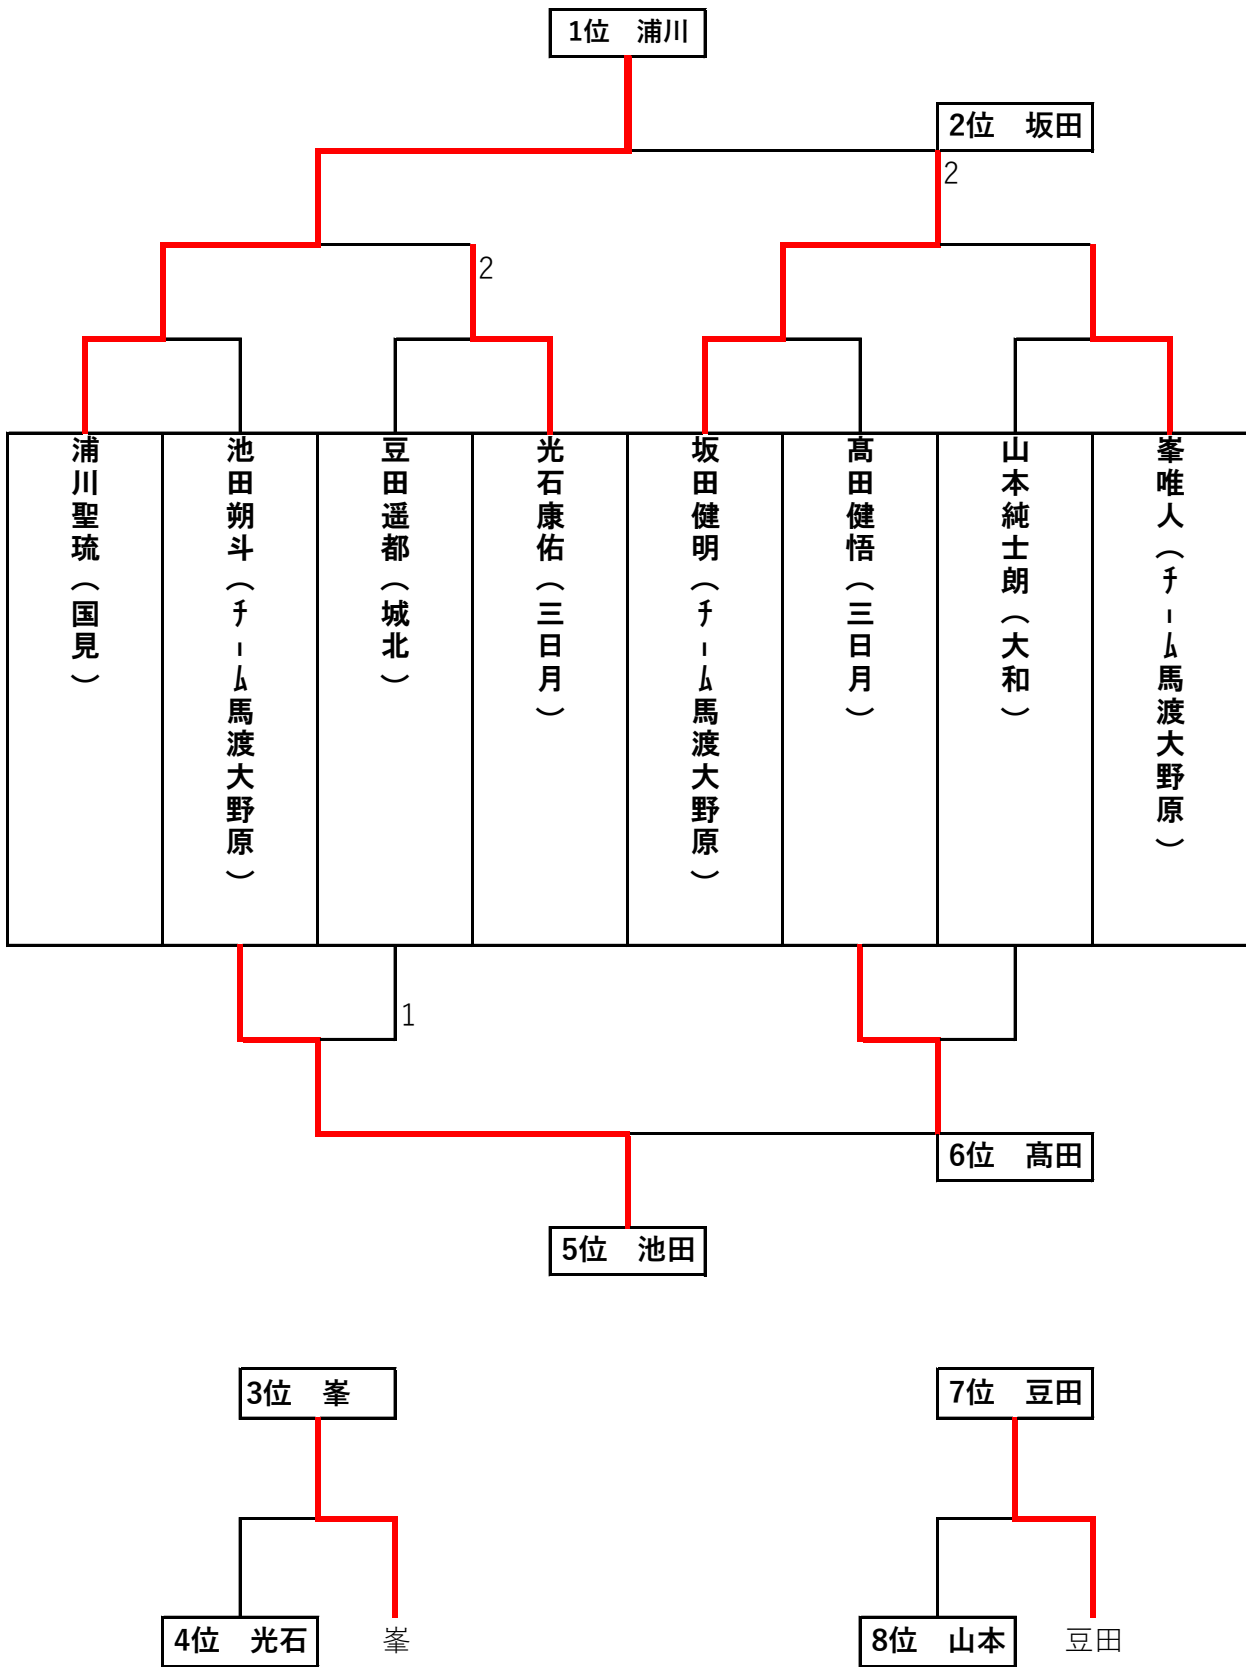 1位　浦川
2位　坂田
2
2
浦川聖琉（国見）
池田朔斗（ﾁｰﾑ馬渡大野原）
豆田遥都（城北）
光石康佑（三日月）
坂田健明（ﾁｰﾑ馬渡大野原）
髙田健悟（三日月）
山本純士朗（大和）
峯唯人（ﾁｰﾑ馬渡大野原）
1
6位　髙田
5位　池田
3位　峯
7位　豆田
4位　光石
峯
8位　山本
豆田